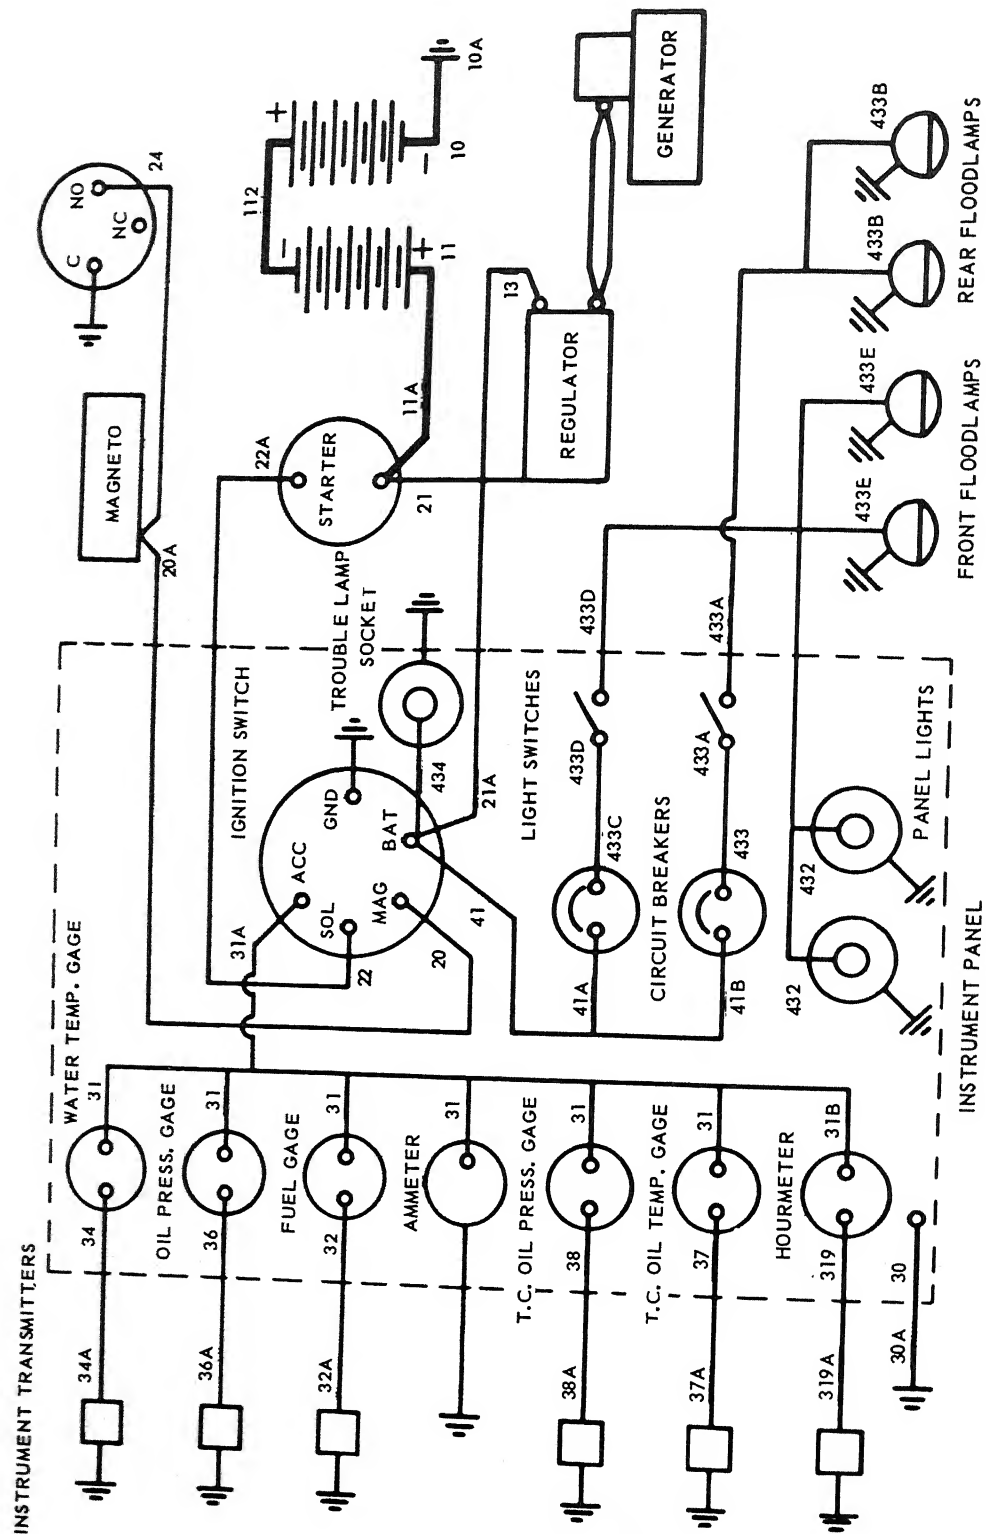 INSTRUMENT TRANSMITTERS
34A
34
31
WATER TEMP. GAGE
36A
36
31
OIL PRESS. GAGE
32A
32
31
FUEL GAGE
31
AMMETER
38A
38
31
T.C. OIL PRESS. GAGE
37A
37
31
T.C. OIL TEMP. GAGE
319A
319
31B
HOURMETER
30A
30
31A
22
20
41
SOL
ACC
MAG
GND
BAT
IGNITION SWITCH
434
21A
TROUBLE LAMP
SOCKET
41A
433C
433D
433D
41B
433
433A
433A
CIRCUIT BREAKERS
LIGHT SWITCHES
432
432
PANEL LIGHTS
INSTRUMENT PANEL
20A
MAGNETO
C
NO
NC
24
22A
STARTER
21
11A
112
-
+
11
+
-
10
10A
13
REGULATOR
GENERATOR
433E
433E
FRONT FLOODLAMPS
433B
433B
REAR FLOODLAMPS